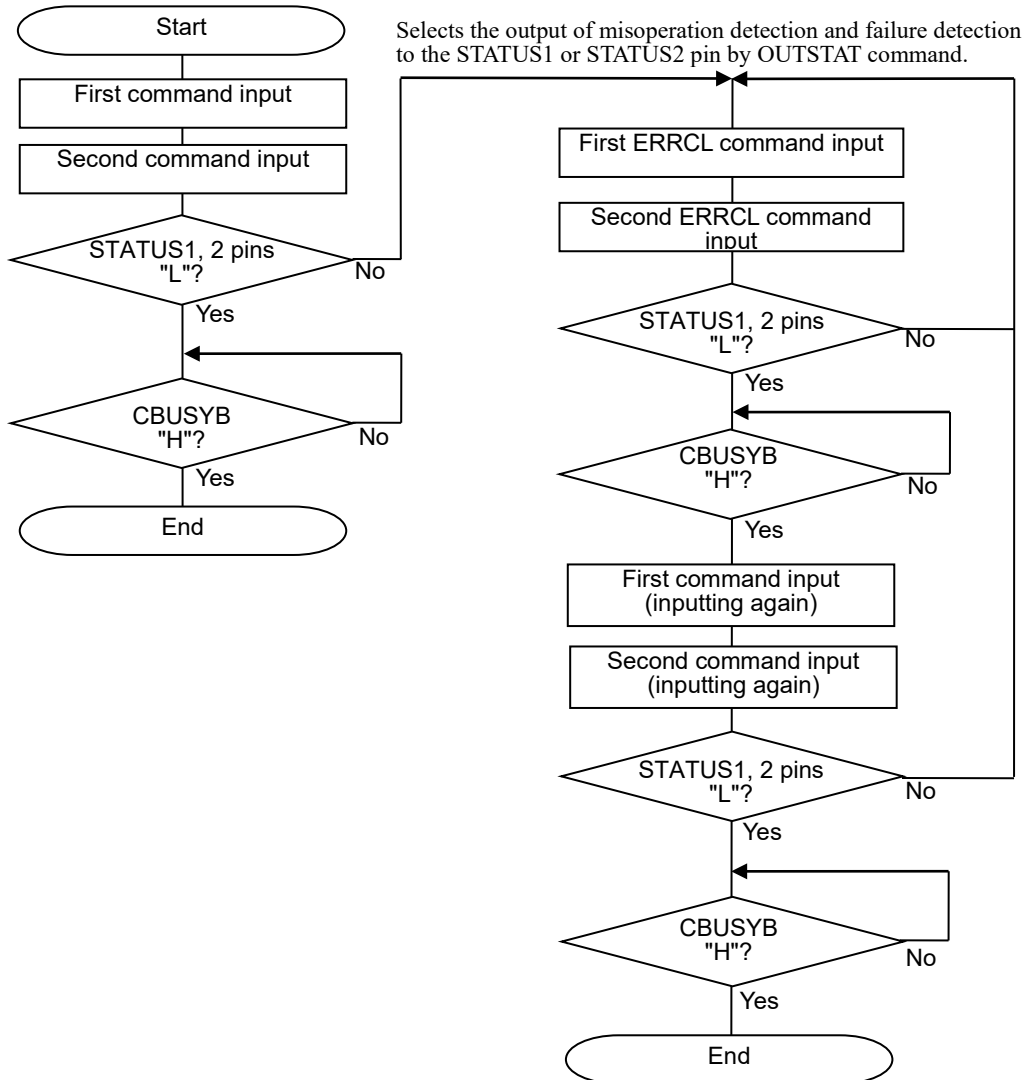 Start
First command input
Second command input
STATUS1, 2 pins
"L"?
No
Yes
CBUSYB
"H"?
No
Yes
End
Selects the output of misoperation detection and failure detection
to the STATUS1 or STATUS2 pin by OUTSTAT command.
First ERRCL command input
Second ERRCL command
input
STATUS1, 2 pins
"L"?
No
Yes
CBUSYB
"H"?
No
Yes
First command input
(inputting again)
Second command input
(inputting again)
STATUS1, 2 pins
"L"?
No
Yes
CBUSYB
"H"?
No
Yes
End